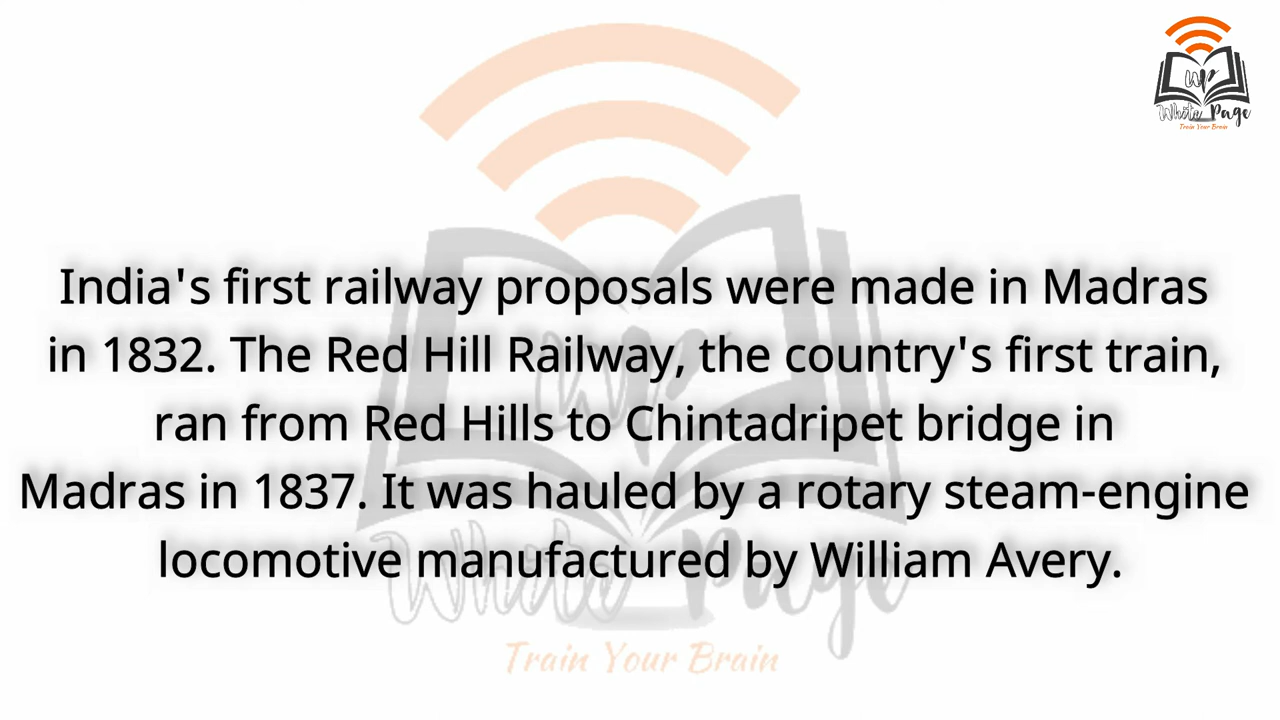 wp
White Page
Train Your Brain
India's first railway proposals were made in Madras
in 1832. The Red Hill Railway, the country's first train,
ran from Red Hills to Chintadripet bridge in
Madras in 1837. It was hauled by a rotary steam-engine
locomotive manufactured by William Avery.
wp
White Page
Train Your Brain